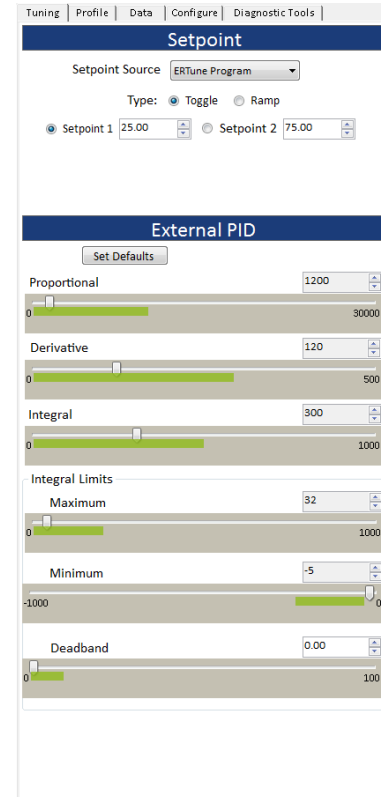 Tuning Profile Data Configure Diagnostic Tools
Setpoint
Setpoint Source ERTune Program
Type: Toggle Ramp
Setpoint 1 25.00 Setpoint 2 75.00
External PID
Set Defaults
Proportional 1200
0 30000
Derivative 120
0 500
Integral 300
0 1000
Integral Limits
Maximum 32
0 1000
Minimum -5
-1000 0
Deadband 0.00
0 100